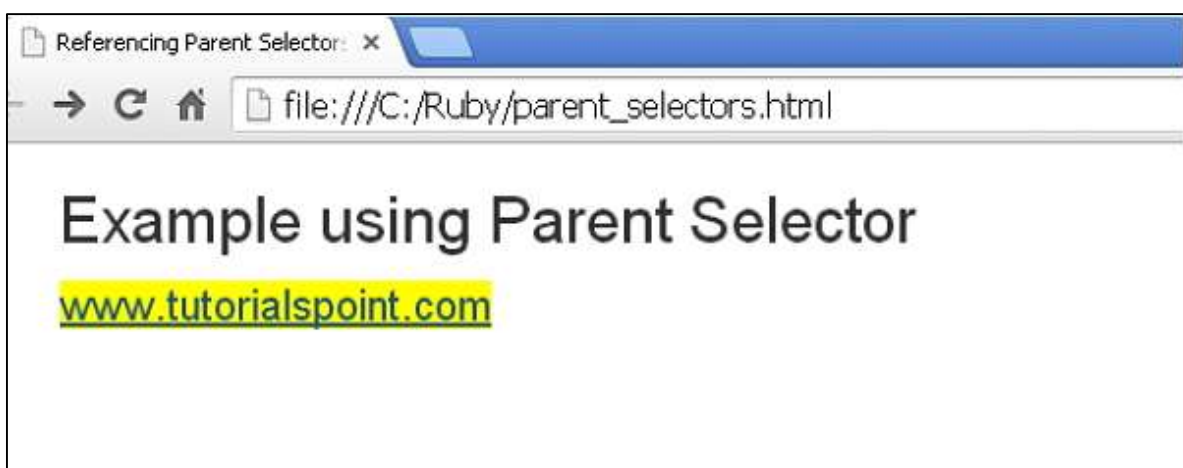 Referencing Parent Selector
file:///C:/Ruby/parent_selectors.html
Example using Parent Selector
www.tutorialspoint.com